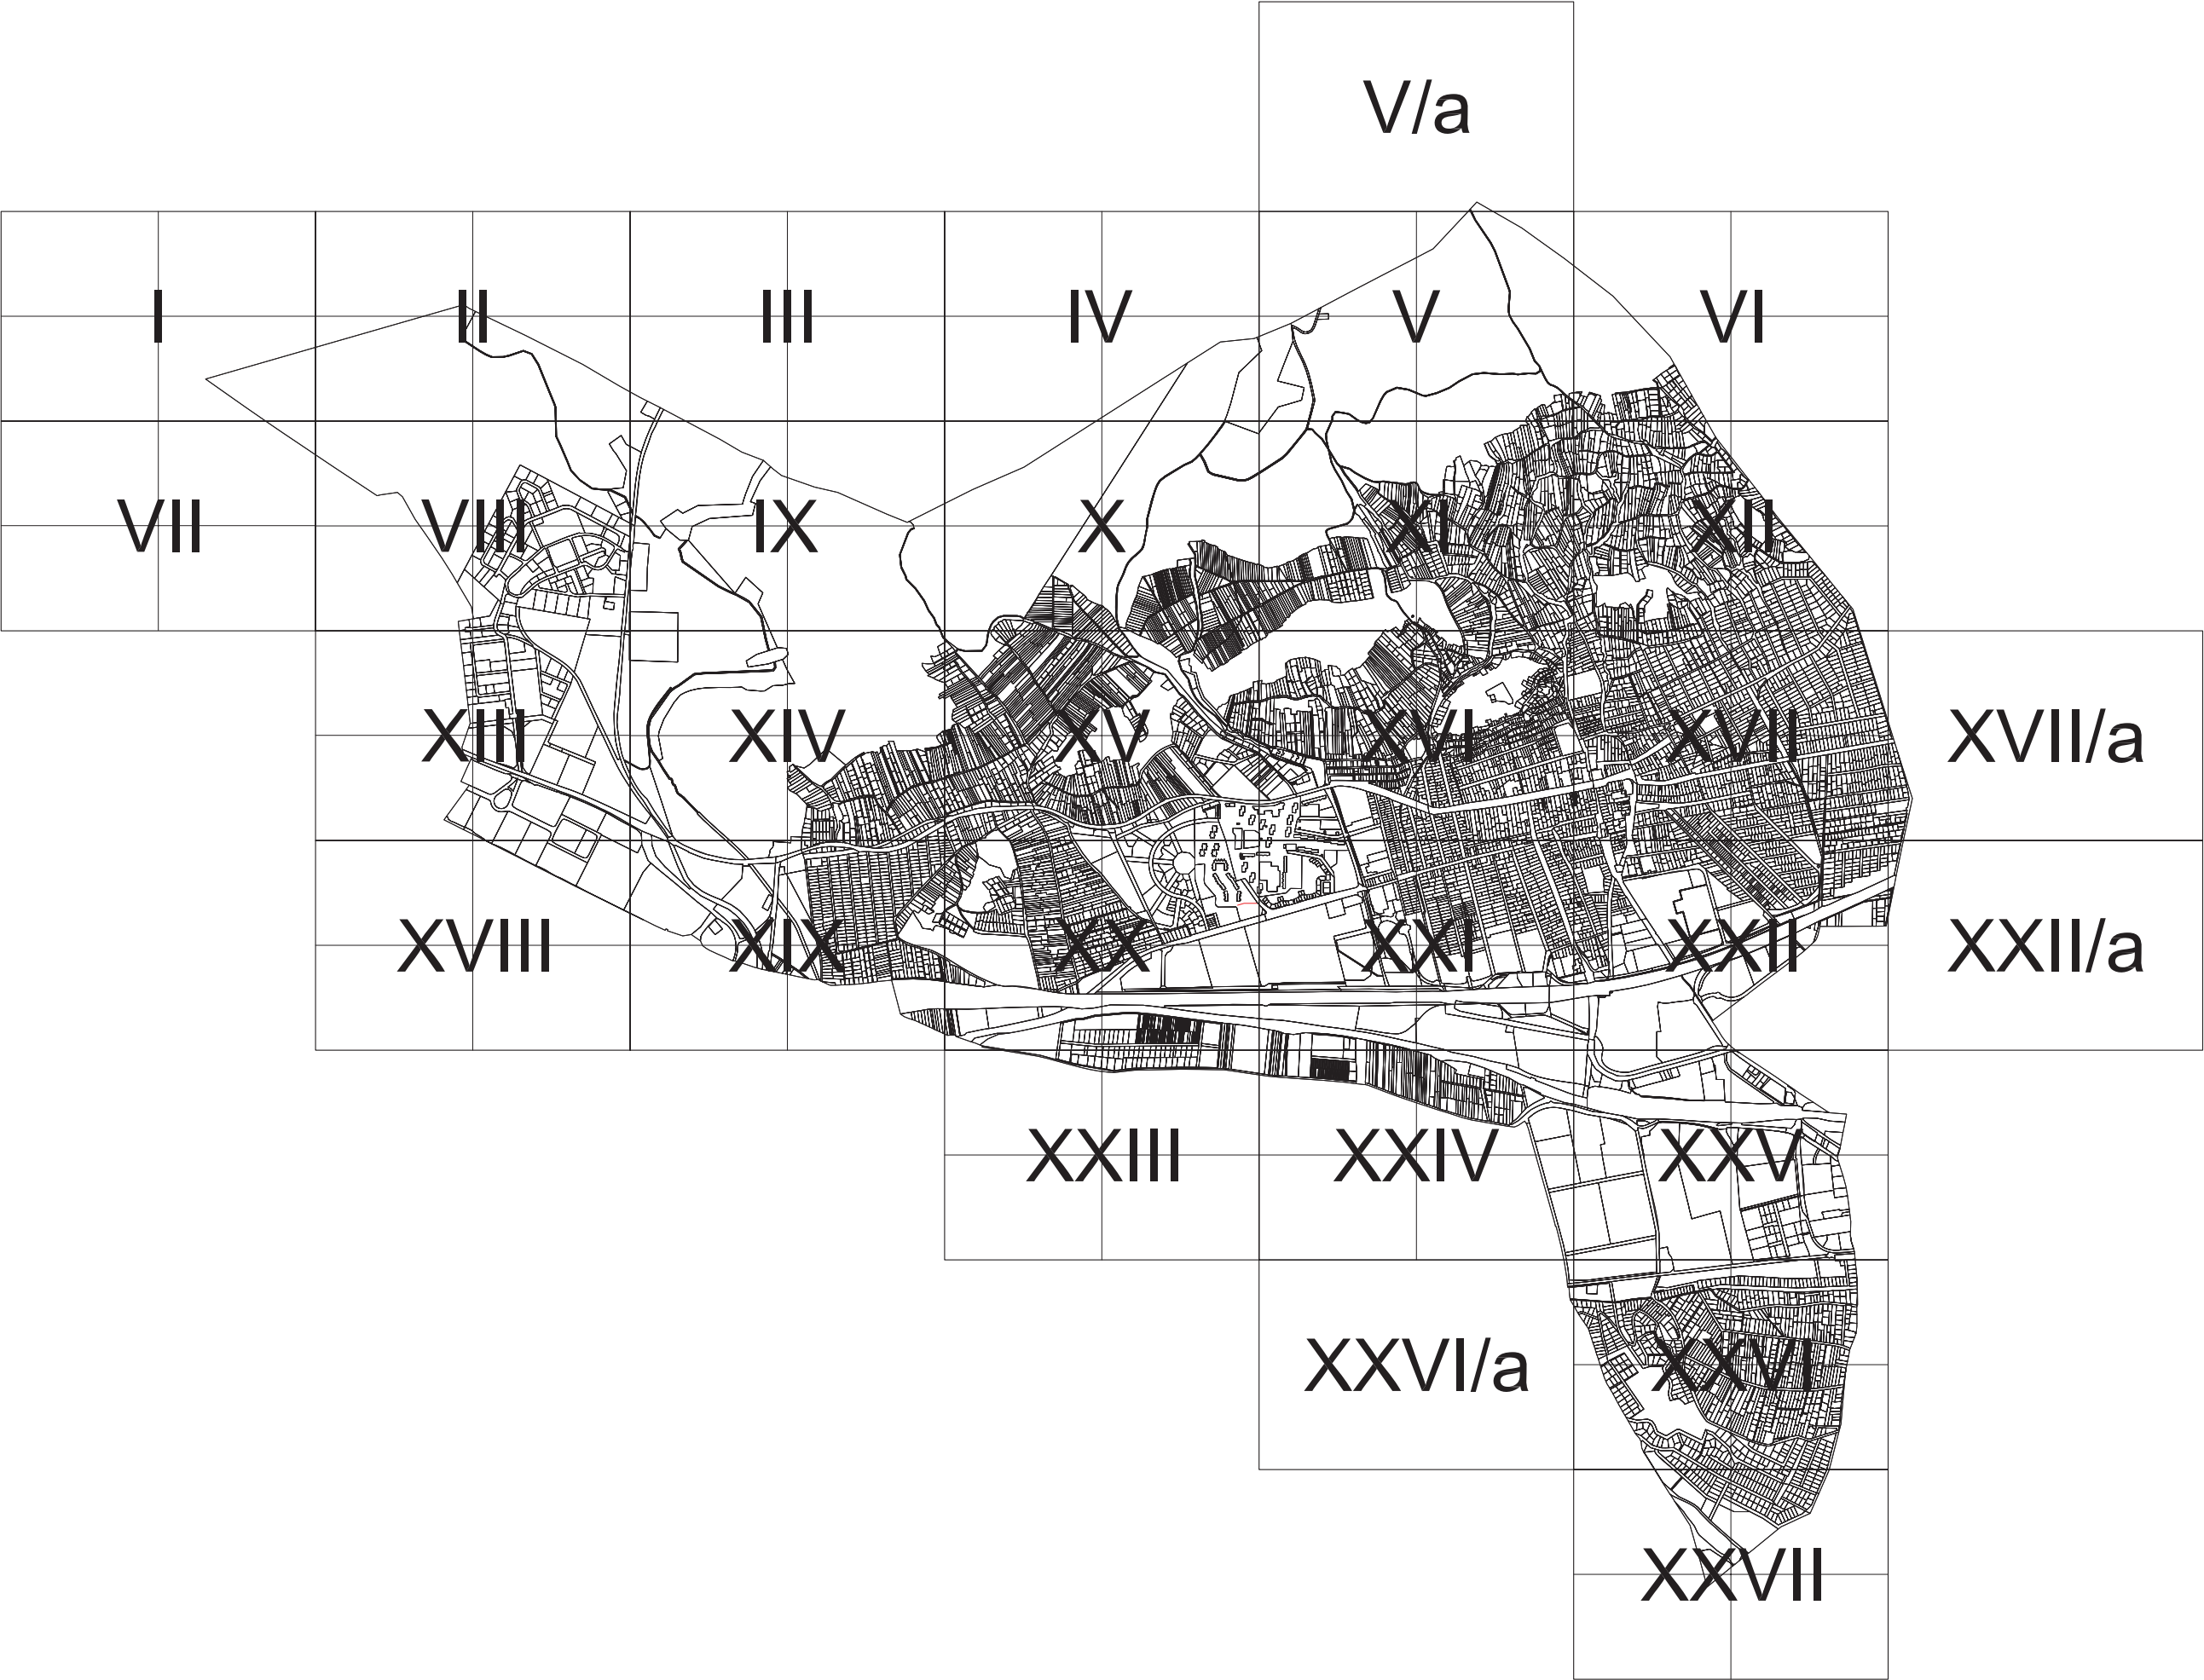 V/a
I II III IV V VI
VII VIII IX X XI XII
XIII XIV XV XVI XVII XVII/a
XVIII XIX XX XXI XXII XXII/a
XXIII XXIV XXV
XXVI/a XXVI
XXVII